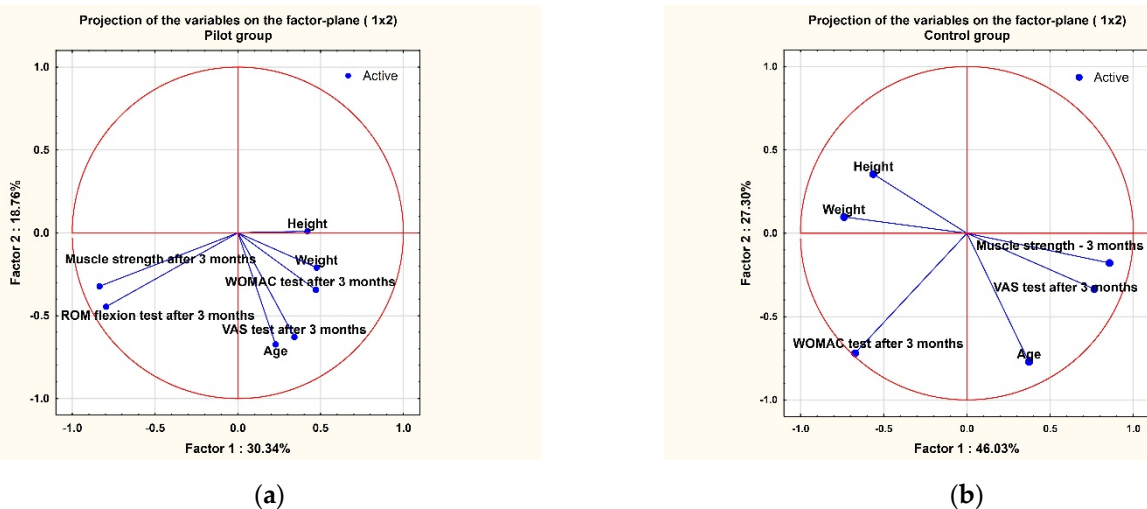 Projection of the variables on the factor-plane ( 1x2)
Pilot group
Active
1.0
0.5
0.0
-0.5
-1.0
Factor 2 : 18.76%
Height
Weight
Muscle strength after 3 months
WOMAC test after 3 months
ROM flexion test after 3 months
VAS test after 3 months
Age
-1.0
-0.5
0.0
0.5
1.0
Factor 1 : 30.34%
(a)
Projection of the variables on the factor-plane ( 1x2)
Control group
Active
1.0
0.5
0.0
-0.5
-1.0
Factor 2 : 27.30%
Height
Weight
Muscle strength - 3 months
VAS test after 3 months
WOMAC test after 3 months
Age
-1.0
-0.5
0.0
0.5
1.0
Factor 1 : 46.03%
(b)